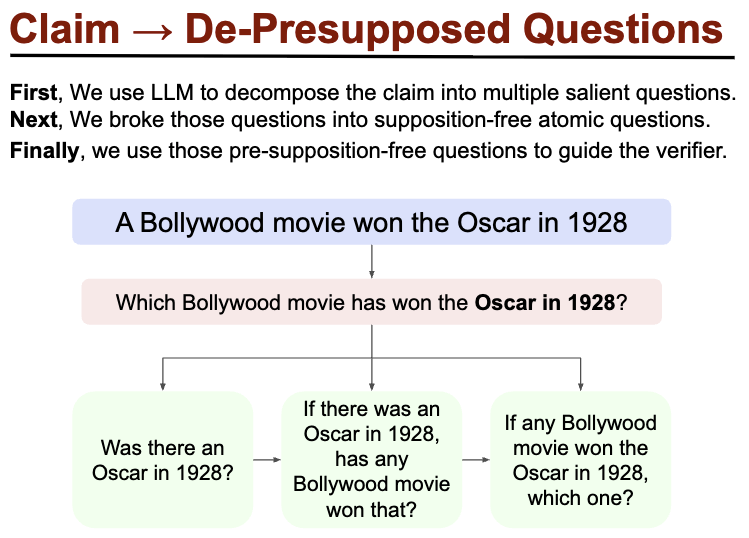 Claim → De-Presupposed Questions
First, We use LLM to decompose the claim into multiple salient questions.
Next, We broke those questions into supposition-free atomic questions.
Finally, we use those pre-supposition-free questions to guide the verifier.
A Bollywood movie won the Oscar in 1928
Which Bollywood movie has won the Oscar in 1928?
Was there an
Oscar in 1928?
If there was an
Oscar in 1928,
has any
Bollywood movie
won that?
If any Bollywood
movie won the
Oscar in 1928,
which one?